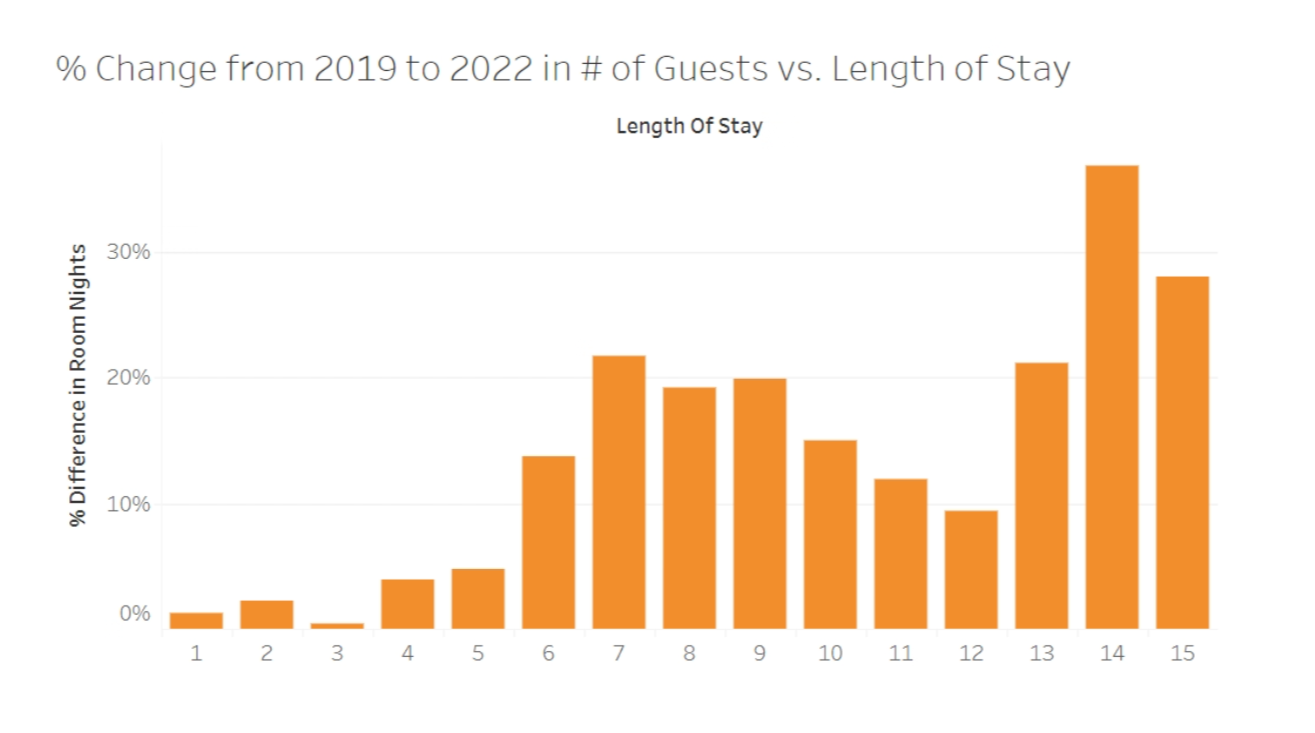 % Change from 2019 to 2022 in # of Guests vs. Length of Stay
Length Of Stay
% Difference in Room Nights
30%
20%
10%
0%
1 2 3 4 5 6 7 8 9 10 11 12 13 14 15